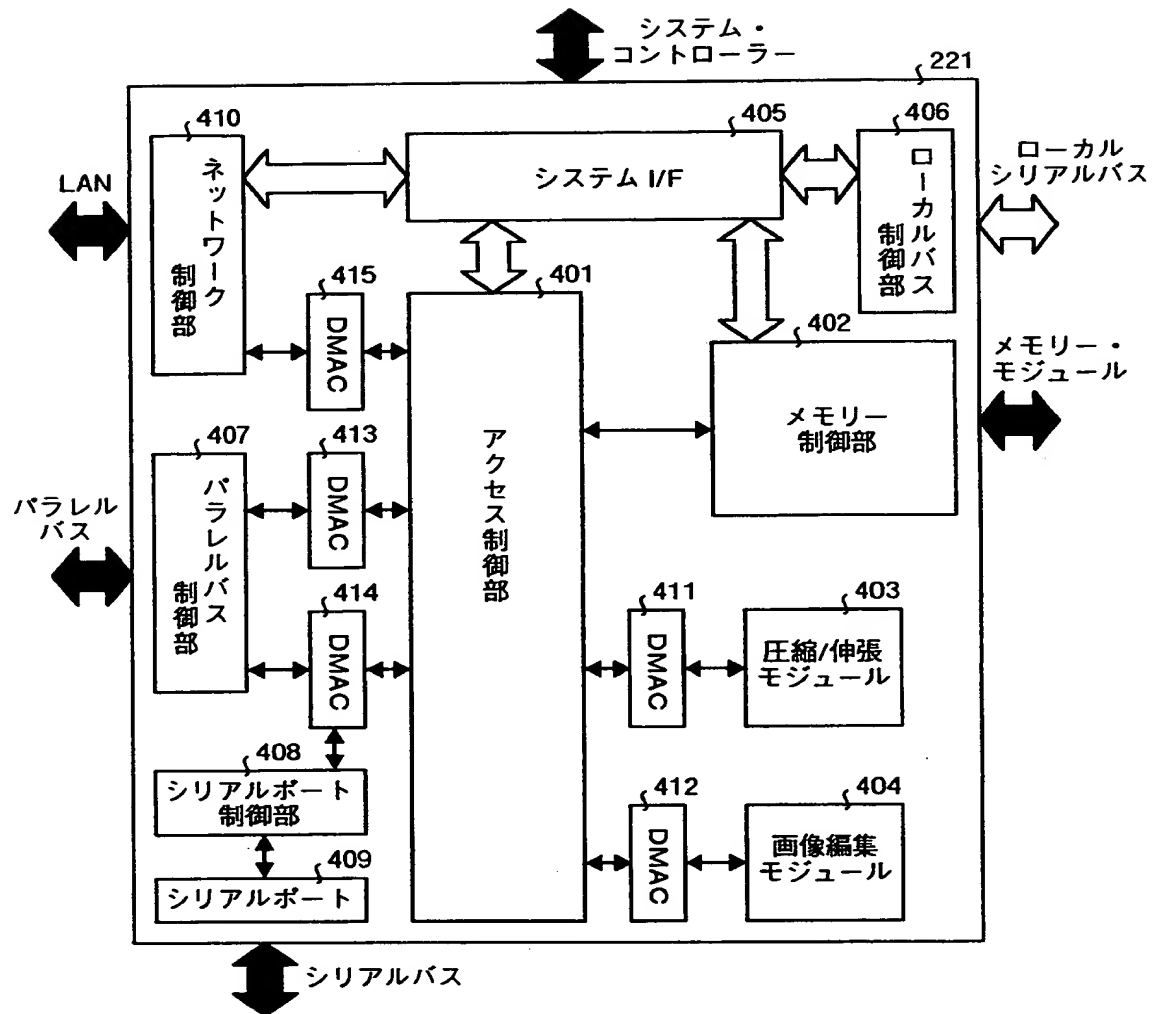 システム・
コントローラー
221
410
405
406
ネットワーク
制御部
システム I/F
ローカルバス
制御部
ローカル
シリアルバス
LAN
415
DMAC
401
アクセス制御部
402
メモリー
制御部
メモリー・
モジュール
407
パラレルバス
制御部
413
DMAC
パラレル
バス
414
DMAC
411
DMAC
403
圧縮/伸張
モジュール
408
シリアルポート
制御部
412
DMAC
404
画像編集
モジュール
409
シリアルポート
シリアルバス